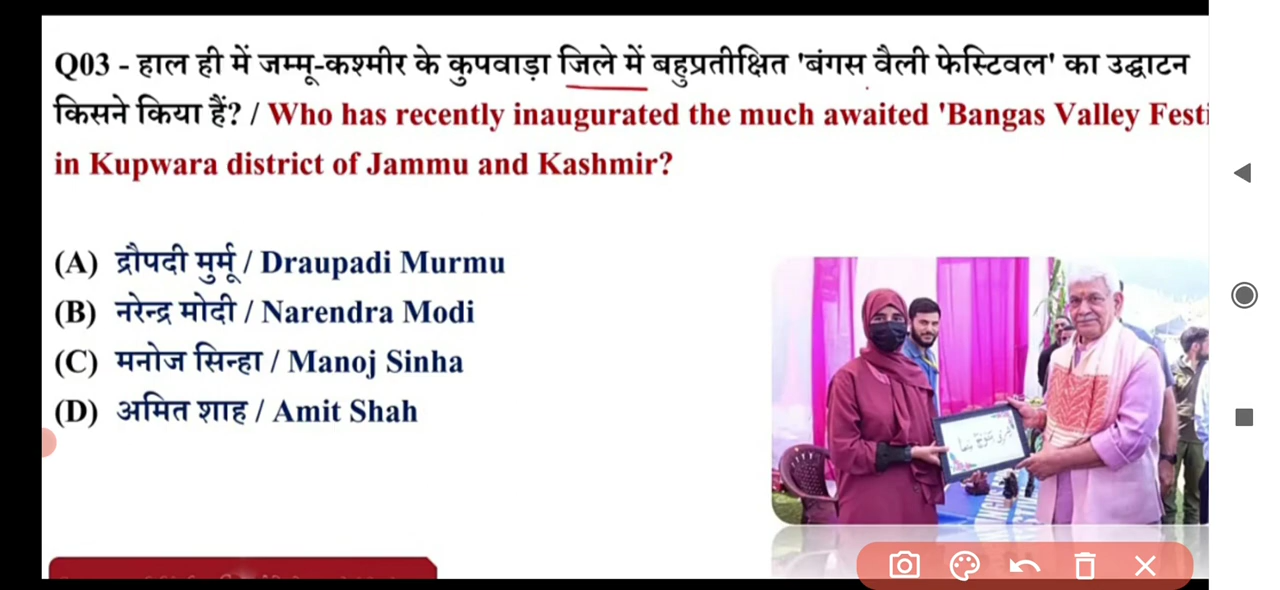 Q03 - हाल ही में जम्मू-कश्मीर के कुपवाड़ा जिले में बहुप्रतीक्षित 'बंगस वैली फेस्टिवल' का उद्घाटन
किसने किया हैं? / Who has recently inaugurated the much awaited 'Bangas Valley Festi
in Kupwara district of Jammu and Kashmir?
(A) द्रौपदी मुर्मू / Draupadi Murmu
(B) नरेन्द्र मोदी / Narendra Modi
(C) मनोज सिन्हा / Manoj Sinha
(D) अमित शाह / Amit Shah